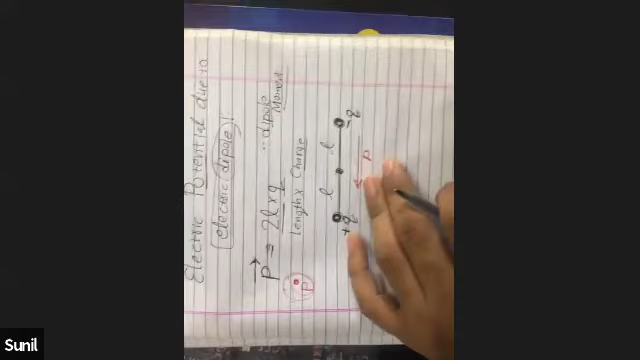 Electric Potential due to
electric dipole!
P = 2l x q ... dipole Moment
Length x Charge
P
l l
+q -q
P
Sunil